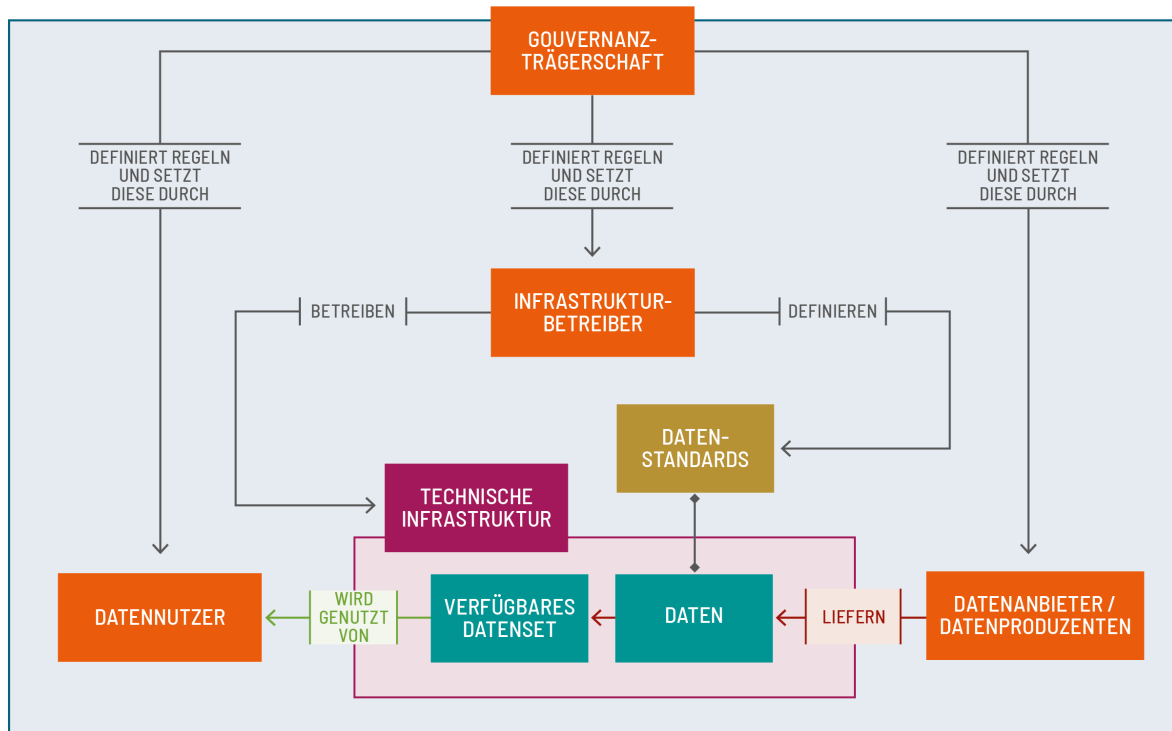 GOUVERNANZ-
TRÄGERSCHAFT
DEFINIERT REGELN
UND SETZT
DIESE DURCH
DEFINIERT REGELN
UND SETZT
DIESE DURCH
DEFINIERT REGELN
UND SETZT
DIESE DURCH
BETREIBEN
INFRASTRUKTUR-
BETREIBER
DEFINIEREN
DATEN-
STANDARDS
TECHNISCHE
INFRASTRUKTUR
DATENNUTZER
WIRD
GENUTZT
VON
VERFÜGBARES
DATENSET
DATEN
LIEFERN
DATENANBIETER /
DATENPRODUZENTEN